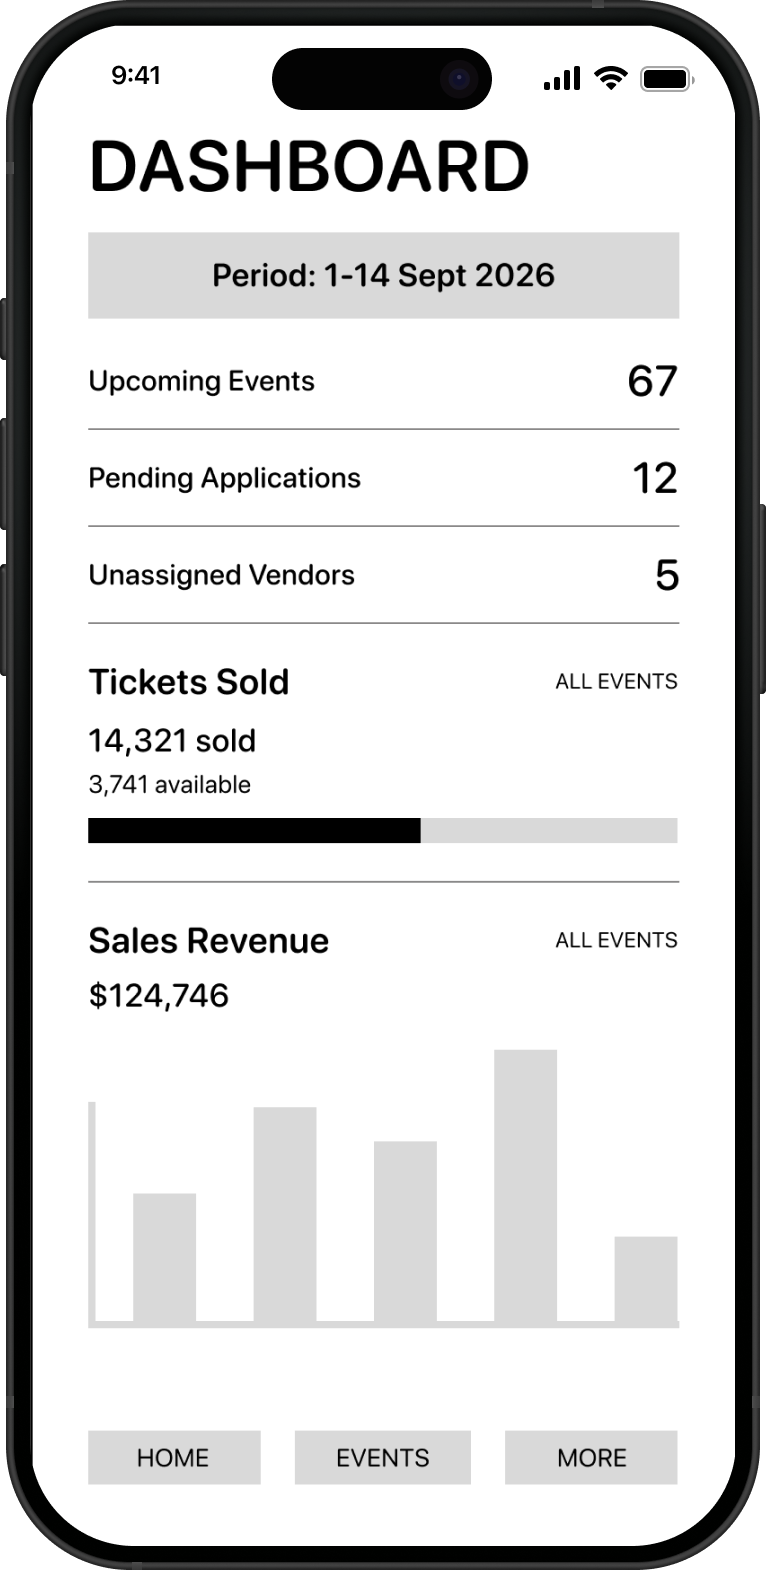 9:41
DASHBOARD
Period: 1-14 Sept 2026
Upcoming Events 67
Pending Applications 12
Unassigned Vendors 5
Tickets Sold ALL EVENTS
14,321 sold
3,741 available
Sales Revenue ALL EVENTS
$124,746
HOME EVENTS MORE